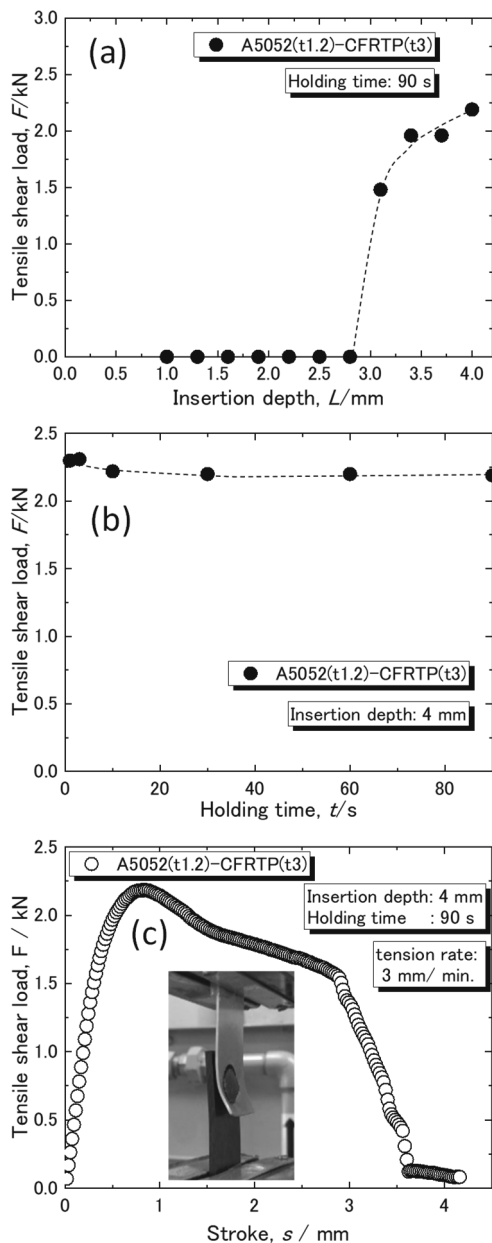 (a)
A5052(t1.2)-CFRTP(t3)
Holding time: 90 s
Tensile shear load, F/kN
3.0
2.5
2.0
1.5
1.0
0.5
0.0
0.0 0.5 1.0 1.5 2.0 2.5 3.0 3.5 4.0
Insertion depth, L/mm
(b)
A5052(t1.2)-CFRTP(t3)
Insertion depth: 4 mm
Tensile shear load, F/kN
2.5
2.0
1.5
1.0
0.5
0.0
0 20 40 60 80
Holding time, t/s
A5052(t1.2)-CFRTP(t3)
Insertion depth: 4 mm
Holding time : 90 s
tension rate:
3 mm/ min.
(c)
Tensile shear load, F / kN
2.5
2.0
1.5
1.0
0.5
0.0
0 1 2 3 4
Stroke, s / mm